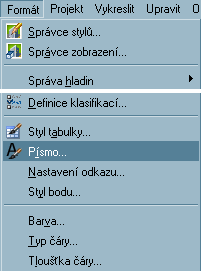 Formát Projekt Vykreslit Upravit O
Správce stylů...
Správce zobrazení...
Správa hladin
Definice klasifikací...
Styl tabulky...
Písmo...
Nastavení odkazu...
Styl bodu...
Barva...
Typ čáry...
Tloušťka čáry...